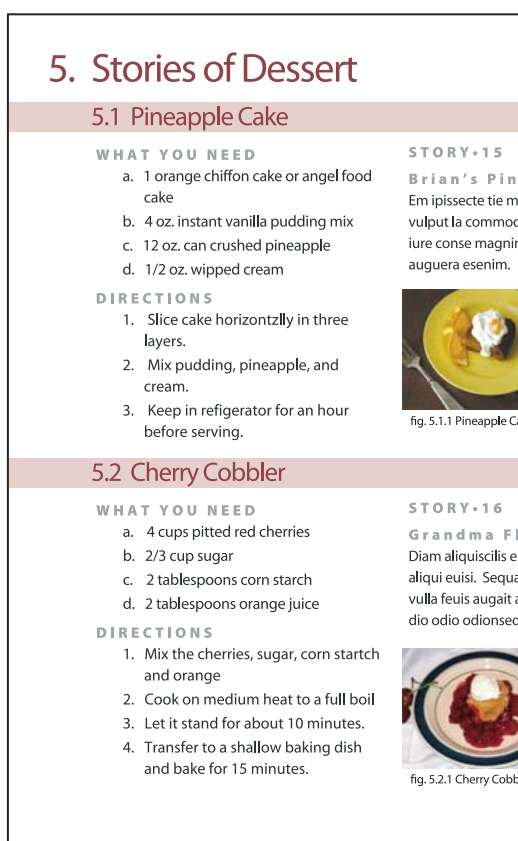 5. Stories of Dessert
5.1 Pineapple Cake
WHAT YOU NEED
a. 1 orange chiffon cake or angel food
cake
b. 4 oz. instant vanilla pudding mix
c. 12 oz. can crushed pineapple
d. 1/2 oz. wipped cream
DIRECTIONS
1. Slice cake horizontzlly in three
layers.
2. Mix pudding, pineapple, and
cream.
3. Keep in refigerator for an hour
before serving.
STORY•15
Brian's Pin
Em ipissecte tie m
vulput la commod
iure conse magnin
auguera esenim.
fig. 5.1.1 Pineapple Ca
5.2 Cherry Cobbler
WHAT YOU NEED
a. 4 cups pitted red cherries
b. 2/3 cup sugar
c. 2 tablespoons corn starch
d. 2 tablespoons orange juice
DIRECTIONS
1. Mix the cherries, sugar, corn startch
and orange
2. Cook on medium heat to a full boil
3. Let it stand for about 10 minutes.
4. Transfer to a shallow baking dish
and bake for 15 minutes.
STORY•16
Grandma Fl
Diam aliquiscilis e
aliqui euisi. Sequa
vulla feuis augait a
dio odio odionsec
fig. 5.2.1 Cherry Cobb